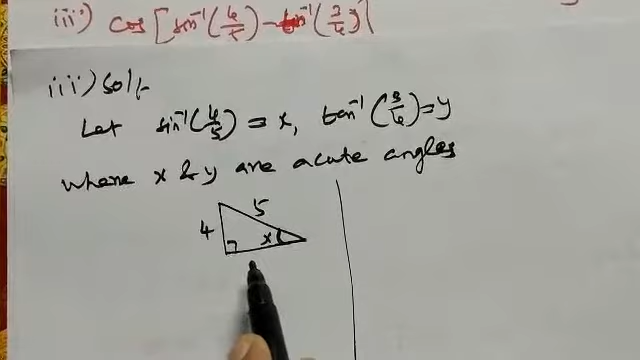 iii) cos[sin⁻¹(4/5) - tan⁻¹(3/4)]
iii) Sol:-
Let sin⁻¹(4/5) = x, tan⁻¹(3/4) = y
where x & y are acute angles
5
4
x